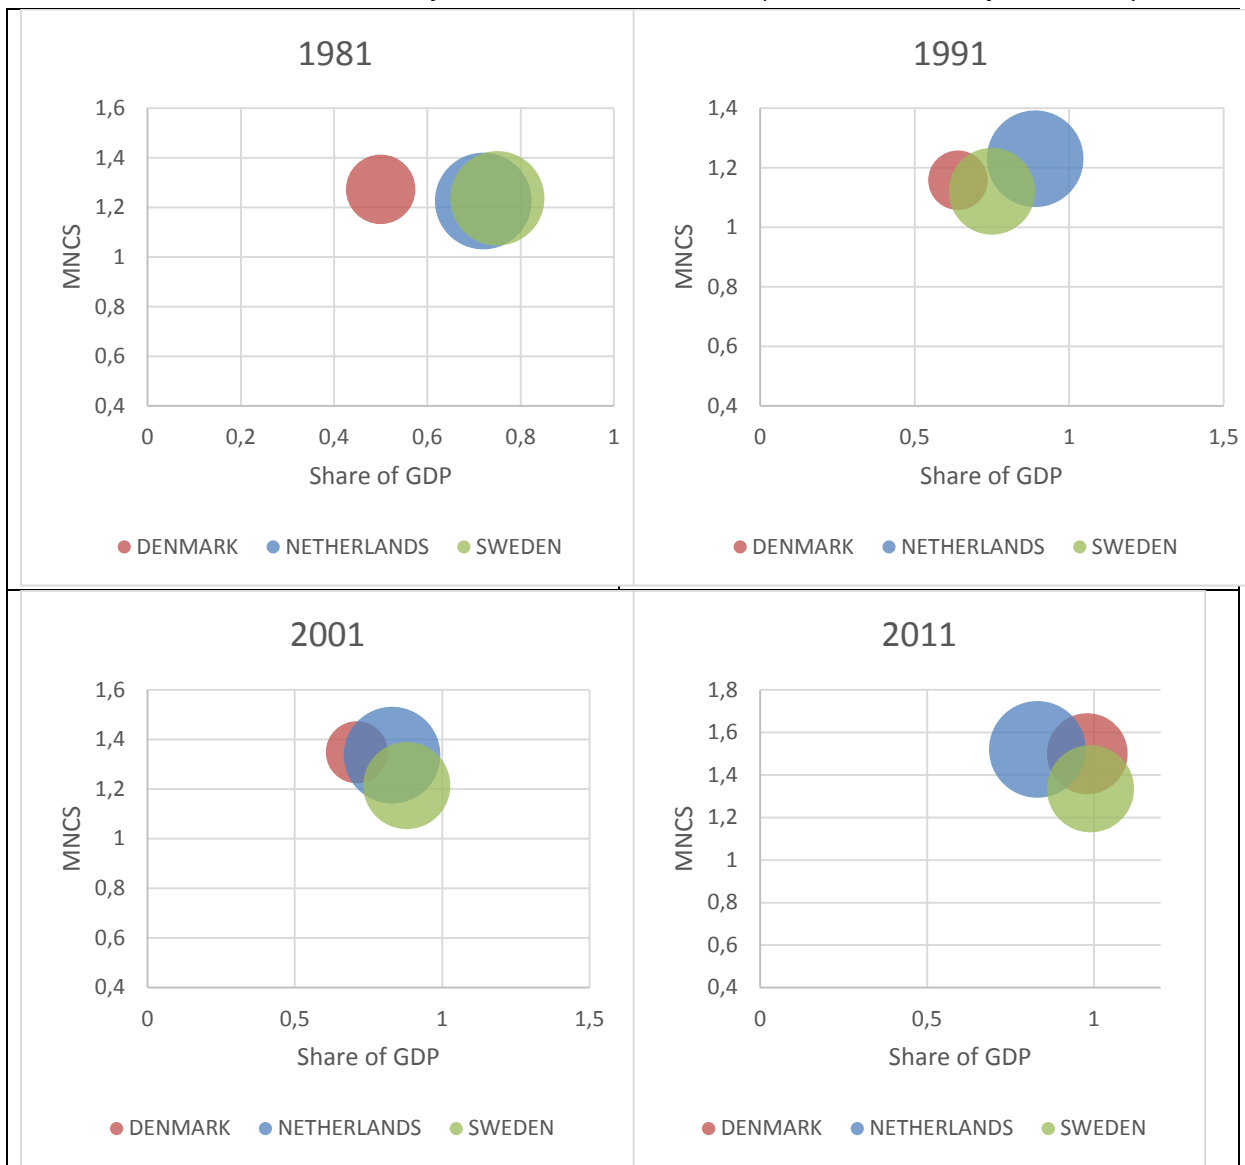 1981
1,6
1,4
1,2
1
0,8
0,6
0,4
MNCS
0 0,2 0,4 0,6 0,8 1
Share of GDP
DENMARK NETHERLANDS SWEDEN
1991
1,4
1,2
1
0,8
0,6
0,4
MNCS
0 0,5 1 1,5
Share of GDP
DENMARK NETHERLANDS SWEDEN
2001
1,6
1,4
1,2
1
0,8
0,6
0,4
MNCS
0 0,5 1 1,5
Share of GDP
DENMARK NETHERLANDS SWEDEN
2011
1,8
1,6
1,4
1,2
1
0,8
0,6
0,4
MNCS
0 0,5 1
Share of GDP
DENMARK NETHERLANDS SWEDEN